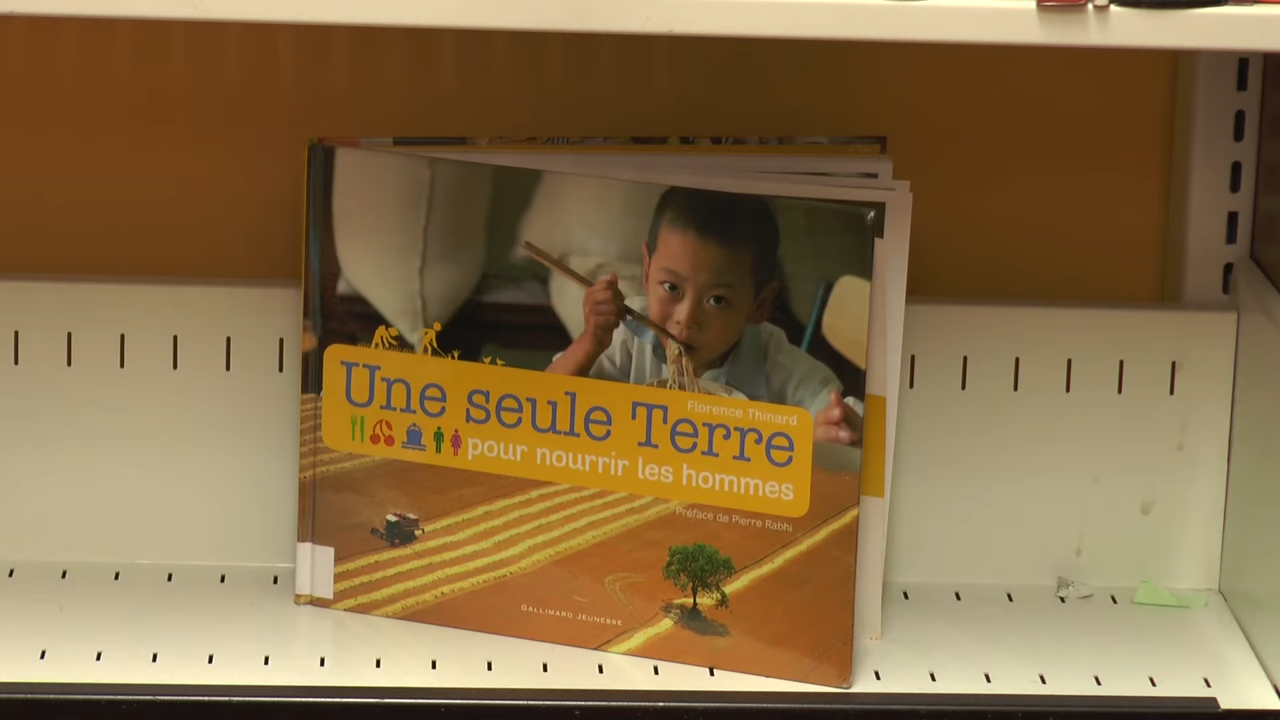 Florence Thinard
Une seule Terre
pour nourrir les hommes
Préface de Pierre Rabhi
GALLIMARD JEUNESSE